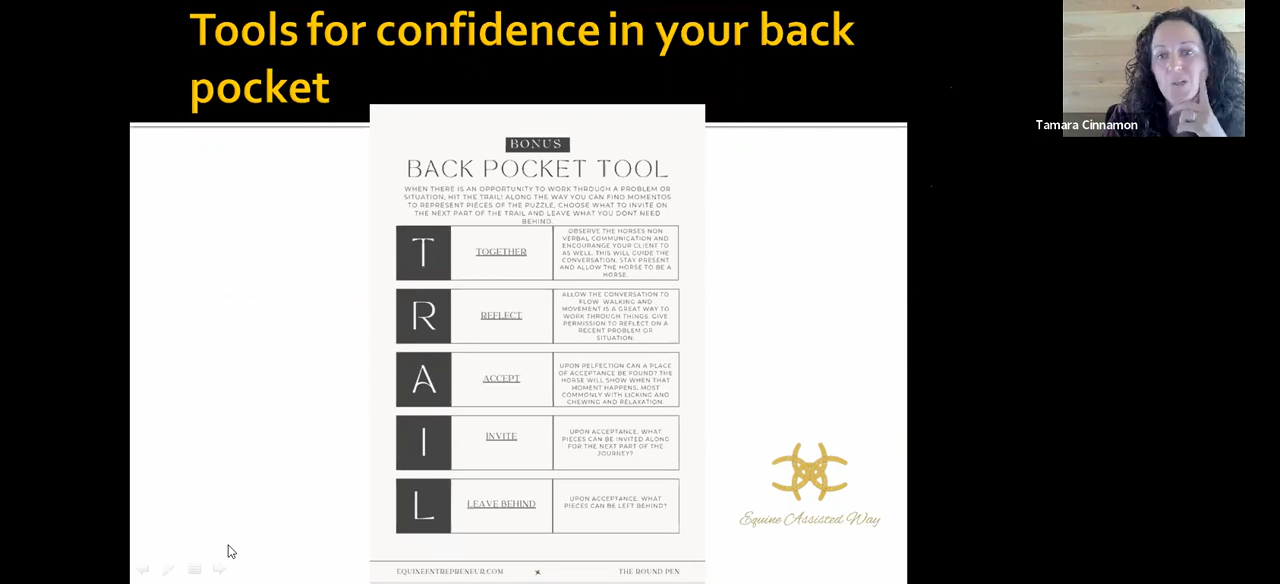 Tools for confidence in your back
pocket
Tamara Cinnamon
BONUS
BACK POCKET TOOL
WHEN THERE IS AN OPPORTUNITY TO WORK THROUGH A PROBLEM OR
SITUATION, HIT THE TRAIL! ALONG THE WAY YOU CAN FIND MOMENTOS
TO REPRESENT PIECES OF THE PUZZLE, CHOOSE WHAT TO INVITE ON
THE NEXT PART OF THE TRAIL AND LEAVE WHAT YOU DONT NEED
BEHIND.
T
TOGETHER
OBSERVE THE HORSES NON
VERBAL COMMUNICATION AND
ENCOURANGE YOUR CLIENT TO
AS WELL. THIS WILL GUIDE THE
CONVERSATION. STAY PRESENT
AND ALLOW THE HORSE TO BE A
HORSE.
R
REFLECT
ALLOW THE CONVERSATION TO
FLOW. WALKING AND
MOVEMENT IS A GREAT WAY TO
WORK THROUGH THINGS. GIVE
PERMISSION TO REFLECT ON A
RECENT PROBLEM OR
SITUATION.
A
ACCEPT
UPON PELFECTION CAN A PLACE
OF ACCEPTANCE BE FOUND? THE
HORSE WILL SHOW WHEN THAT
MOMENT HAPPENS, MOST
COMMONLY WITH LICKING AND
CHEWING AND RELAXATION.
I
INVITE
UPON ACCEPTANCE, WHAT
PIECES CAN BE INVITED ALONG
FOR THE NEXT PART OF THE
JOURNEY?
L
LEAVE BEHIND
UPON ACCEPTANCE, WHAT
PIECES CAN BE LEFT BEHIND?
EQUINEENTREPRENEUR.COM
THE ROUND PEN
Equine Assisted Way